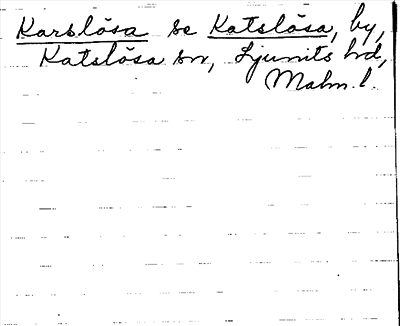 Karslösa se Katslösa, by,
Katslösa sn, Ljunits hd,
Malm. l.